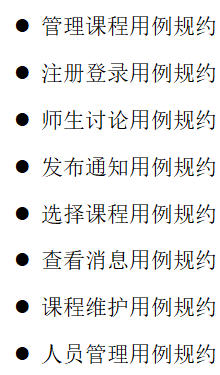 ● 管理课程用例规约
● 注册登录用例规约
● 师生讨论用例规约
● 发布通知用例规约
● 选择课程用例规约
● 查看消息用例规约
● 课程维护用例规约
● 人员管理用例规约